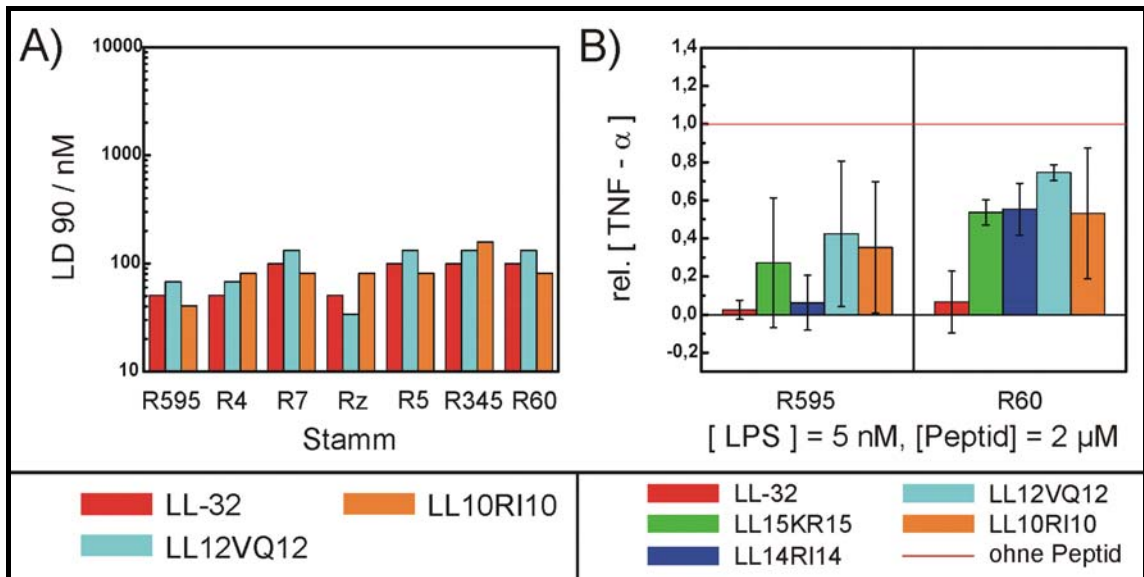 A)
LD 90 / nM
10000
1000
100
10
R595 R4 R7 Rz R5 R345 R60
Stamm
B)
rel. [ TNF - α ]
1,4
1,2
1,0
0,8
0,6
0,4
0,2
0,0
-0,2
R595 R60
[ LPS ] = 5 nM, [Peptid] = 2 µM
LL-32
LL10RI10
LL12VQ12
LL-32
LL12VQ12
LL15KR15
LL10RI10
LL14RI14
ohne Peptid